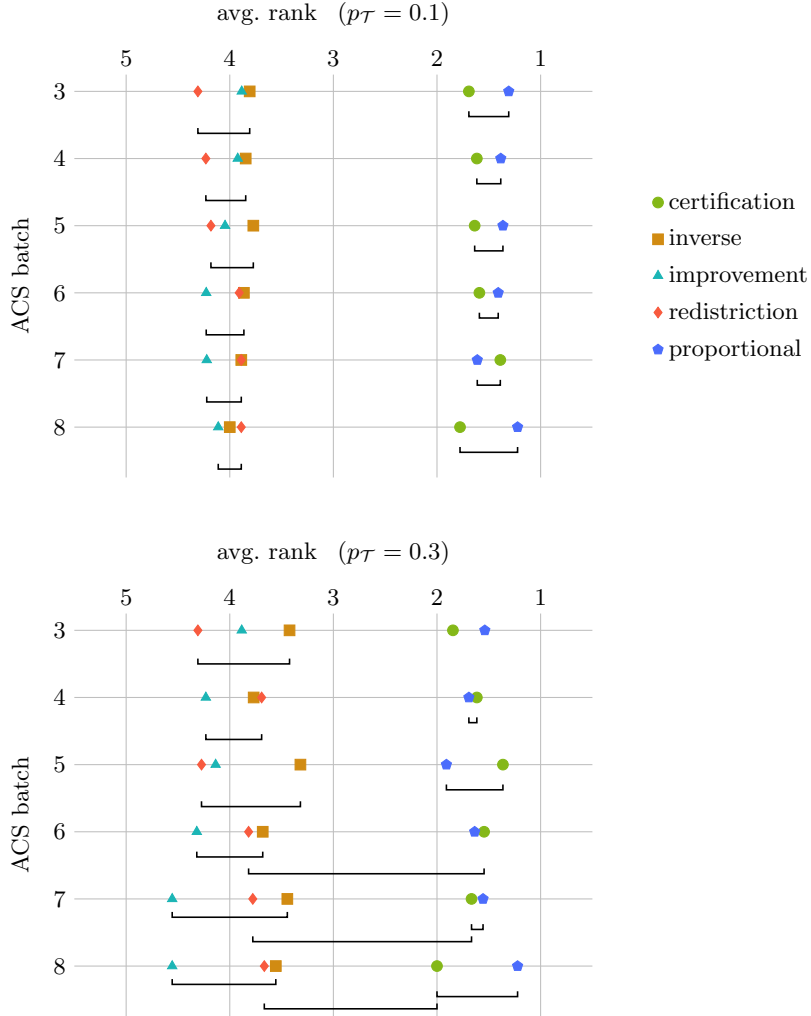 avg. rank (p𝒯 = 0.1)
5 4 3 2 1
3
4
5
6
7
8
ACS batch
certification
inverse
improvement
redistriction
proportional
avg. rank (p𝒯 = 0.3)
5 4 3 2 1
3
4
5
6
7
8
ACS batch